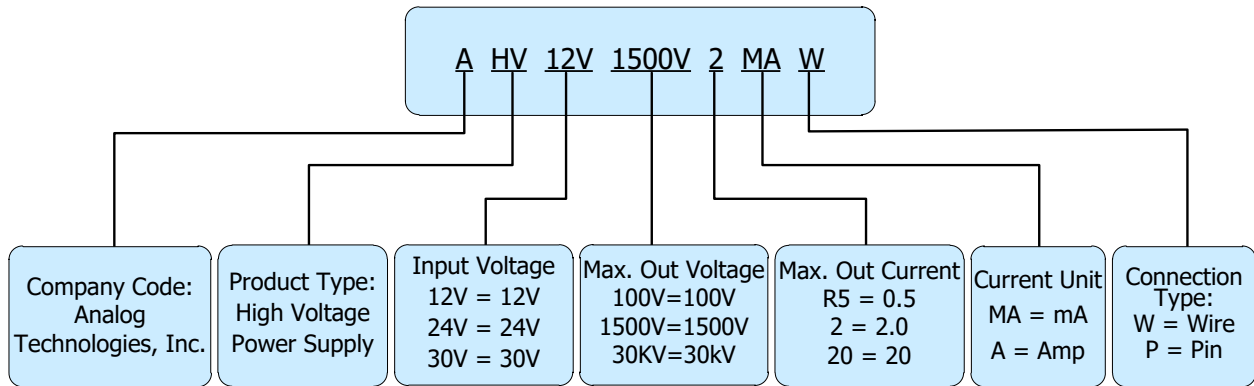 A HV 12V 1500V 2 MA W
Company Code:
Analog
Technologies, Inc.
Product Type:
High Voltage
Power Supply
Input Voltage
12V = 12V
24V = 24V
30V = 30V
Max. Out Voltage
100V=100V
1500V=1500V
30KV=30kV
Max. Out Current
R5 = 0.5
2 = 2.0
20 = 20
Current Unit
MA = mA
A = Amp
Connection
Type:
W = Wire
P = Pin